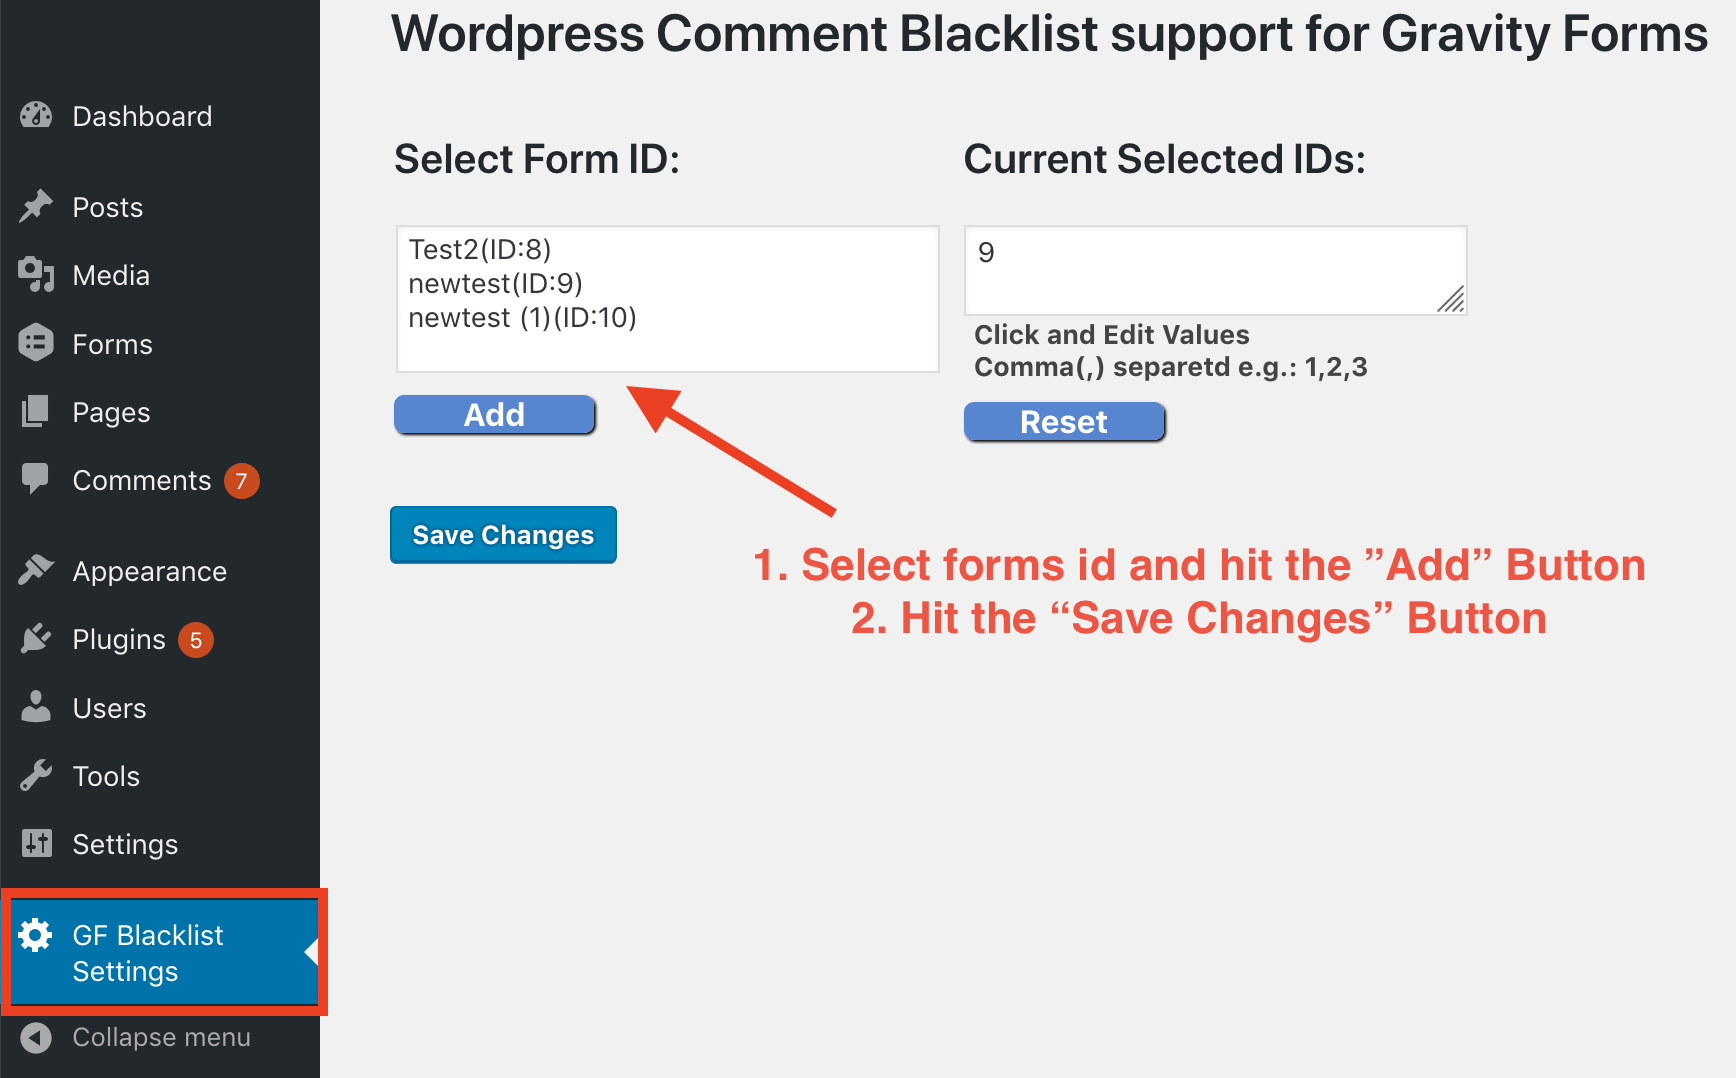 Wordpress Comment Blacklist support for Gravity Forms
Dashboard
Posts
Media
Forms
Pages
Comments 7
Appearance
Plugins 5
Users
Tools
Settings
GF Blacklist
Settings
Collapse menu
Select Form ID:
Test2(ID:8)
newtest(ID:9)
newtest (1)(ID:10)
Add
Save Changes
Current Selected IDs:
9
Click and Edit Values
Comma(,) separetd e.g.: 1,2,3
Reset
1. Select forms id and hit the ”Add” Button
2. Hit the “Save Changes” Button